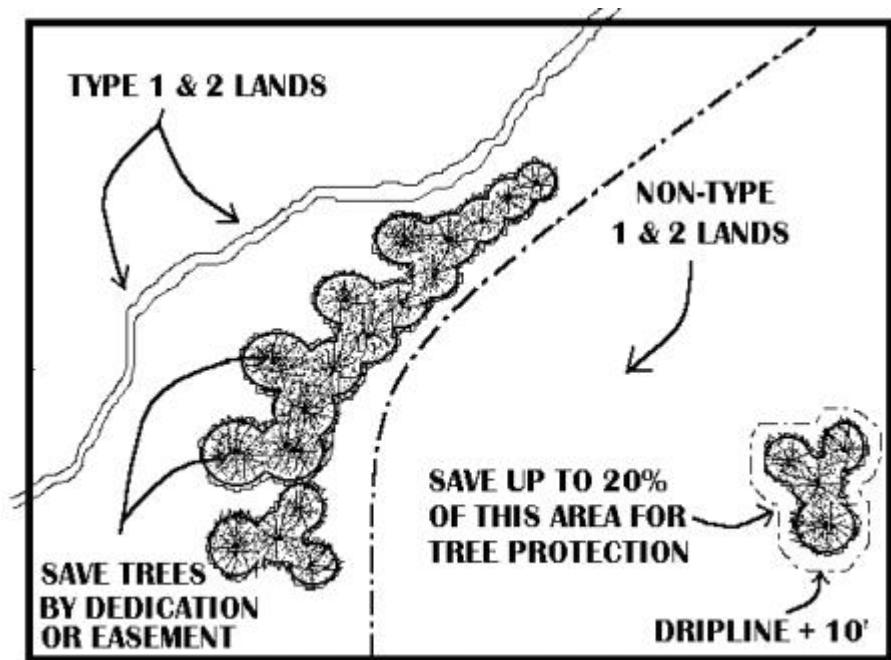 TYPE 1 & 2 LANDS
NON-TYPE
1 & 2 LANDS
SAVE UP TO 20%
OF THIS AREA FOR
TREE PROTECTION
SAVE TREES
BY DEDICATION
OR EASEMENT
DRIPLINE + 10'